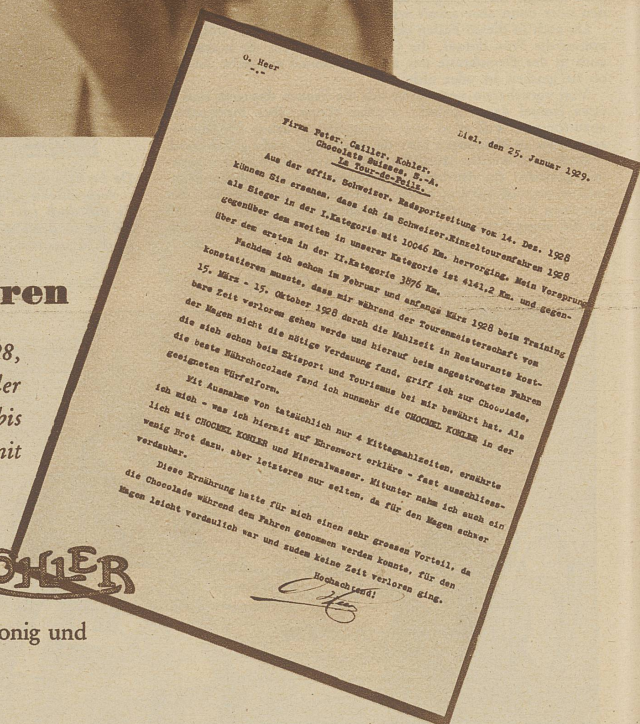 O. Heer
-.-
Biel, den 25. Januar 1929.
Firma Peter, Cailler, Kohler,
Chocolats Suisses, S.-A.
La Tour-de-Peilz.
Aus der offiz. Schweizer. Radsportzeitung vom 14. Dez. 1928
können Sie ersehen, dass ich im Schweizer.Einzeltourenfahren 1928
als Sieger in der I.Kategorie mit 10046 Km. hervorging. Mein Vorsprung
gegenüber dem zweiten in unserer Kategorie ist 4141,2 Km. und gegen-
über dem ersten in der II.Kategorie 3876 Km.
Nachdem ich schon im Februar und anfangs März 1928 beim Training
konstatieren musste, dass mir während der Tourenmeisterschaft vom
15. März - 15. Oktober 1928 durch die Mahlzeit in Restaurants kost-
bare Zeit verloren gehen werde und hierauf beim angestrengten Fahren
der Magen nicht die nötige Verdauung fand, griff ich zur Chocolade,
die sich schon beim Skisport und Tourismus bei mir bewährt hat. Als
die beste Nährchocolade fand ich nunmehr die CHOCMEL KOHLER in der
geeigneten Würfelform.
Mit Ausnahme von tatsächlich nur 4 Mittagmahlzeiten, ernährte
ich mich - was ich hiermit auf Ehrenwort erkläre - fast ausschliess-
lich mit CHOCMEL KOHLER und Mineralwasser. Mitunter nahm ich auch ein
wenig Brot dazu, aber letzteres nur selten, da für den Magen schwer
verdaubar.
Diese Ernährung hatte für mich einen sehr grossen Vorteil, da
die Chocolade während dem Fahren genommen werden konnte, für den
Magen leicht verdaulich war und zudem keine Zeit verloren ging.
Hochachtend:
O. Heer
ren
28,
der
bis
mit
OHLER
onig und